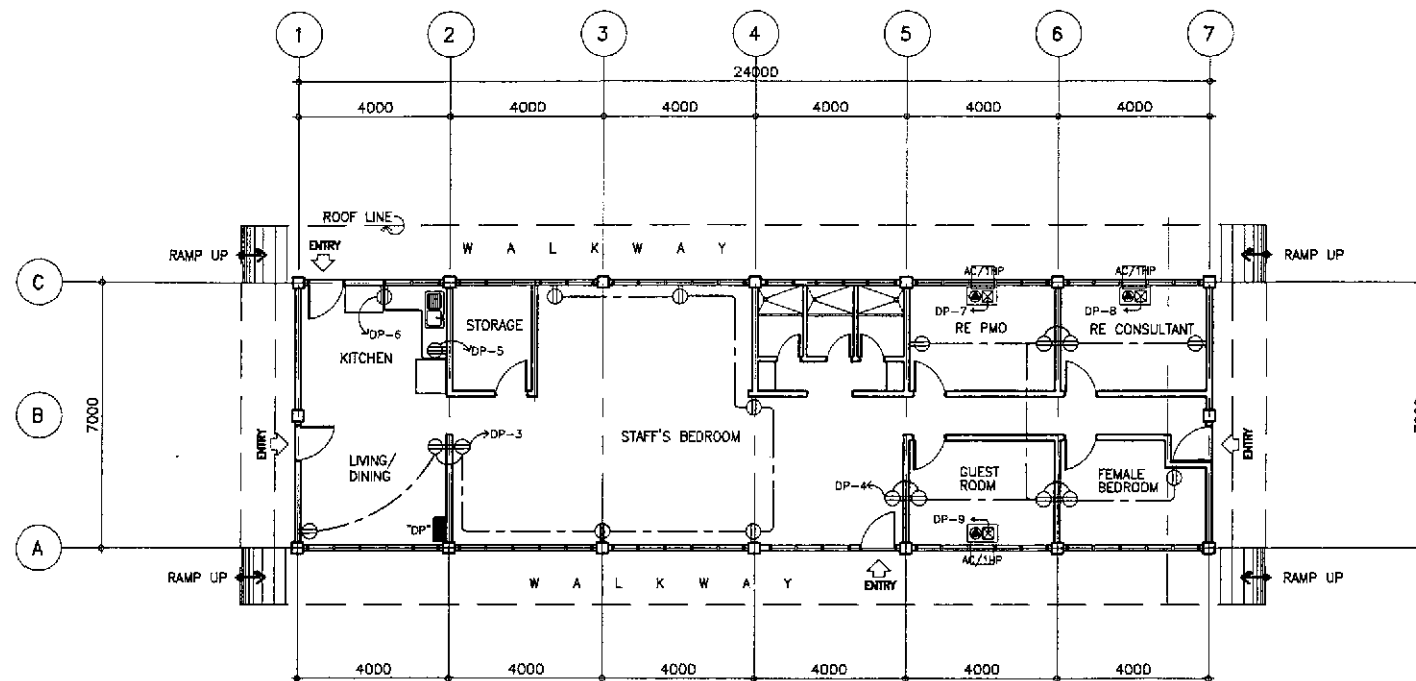 1 2 3 4 5 6 7
24000
4000 4000 4000 4000 4000 4000
ROOF LINE
ENTRY
W A L K W A Y
RAMP UP
RAMP UP
C
AC/1HP
AC/1HP
DP-7
DP-8
STORAGE
RE PMO
RE CONSULTANT
DP-6
DP-5
KITCHEN
B
7000
ENTRY
DP-3
STAFF'S BEDROOM
ENTRY
LIVING/
DINING
GUEST
ROOM
FEMALE
BEDROOM
DP-4
"DP"
DP-9
A
AC/1HP
RAMP UP
W A L K W A Y
ENTRY
RAMP UP
4000 4000 4000 4000 4000 4000